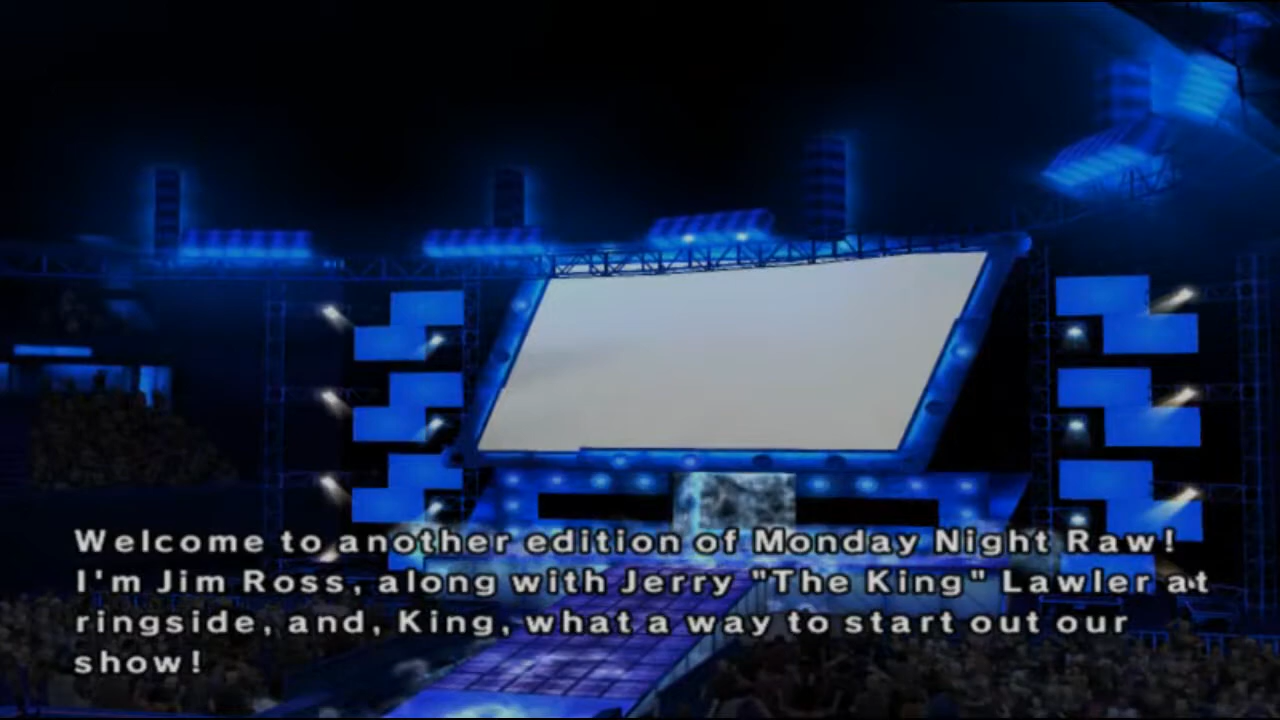 Welcome to another edition of Monday Night Raw!
I'm Jim Ross, along with Jerry "The King" Lawler at
ringside, and, King, what a way to start out our
show!